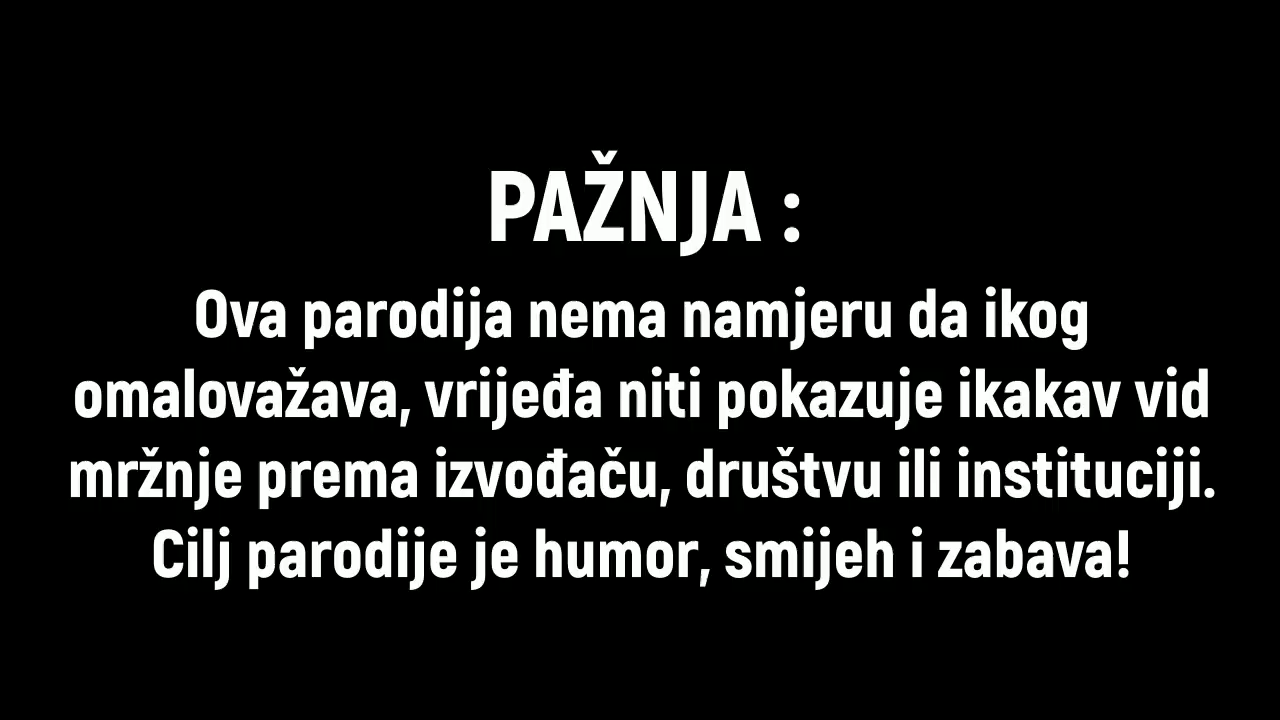 PAŽNJA :
Ova parodija nema namjeru da ikog
omalovažava, vrijeđa niti pokazuje ikakav vid
mržnje prema izvođaču, društvu ili instituciji.
Cilj parodije je humor, smijeh i zabava!